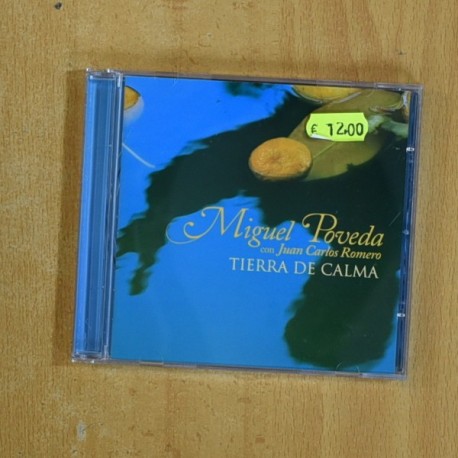 € 12,00
Miguel Poveda
con Juan Carlos Romero
TIERRA DE CALMA